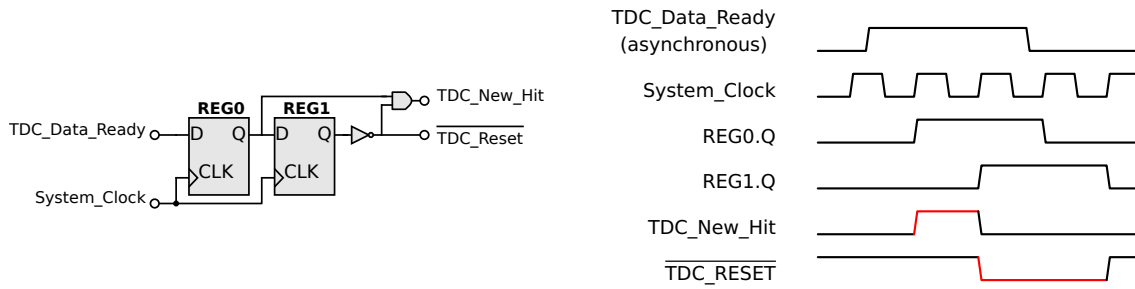 REG0 REG1
TDC_Data_Ready D Q D Q TDC_New_Hit
TDC_Reset
CLK CLK
System_Clock
TDC_Data_Ready
(asynchronous)
System_Clock
REG0.Q
REG1.Q
TDC_New_Hit
TDC_RESET